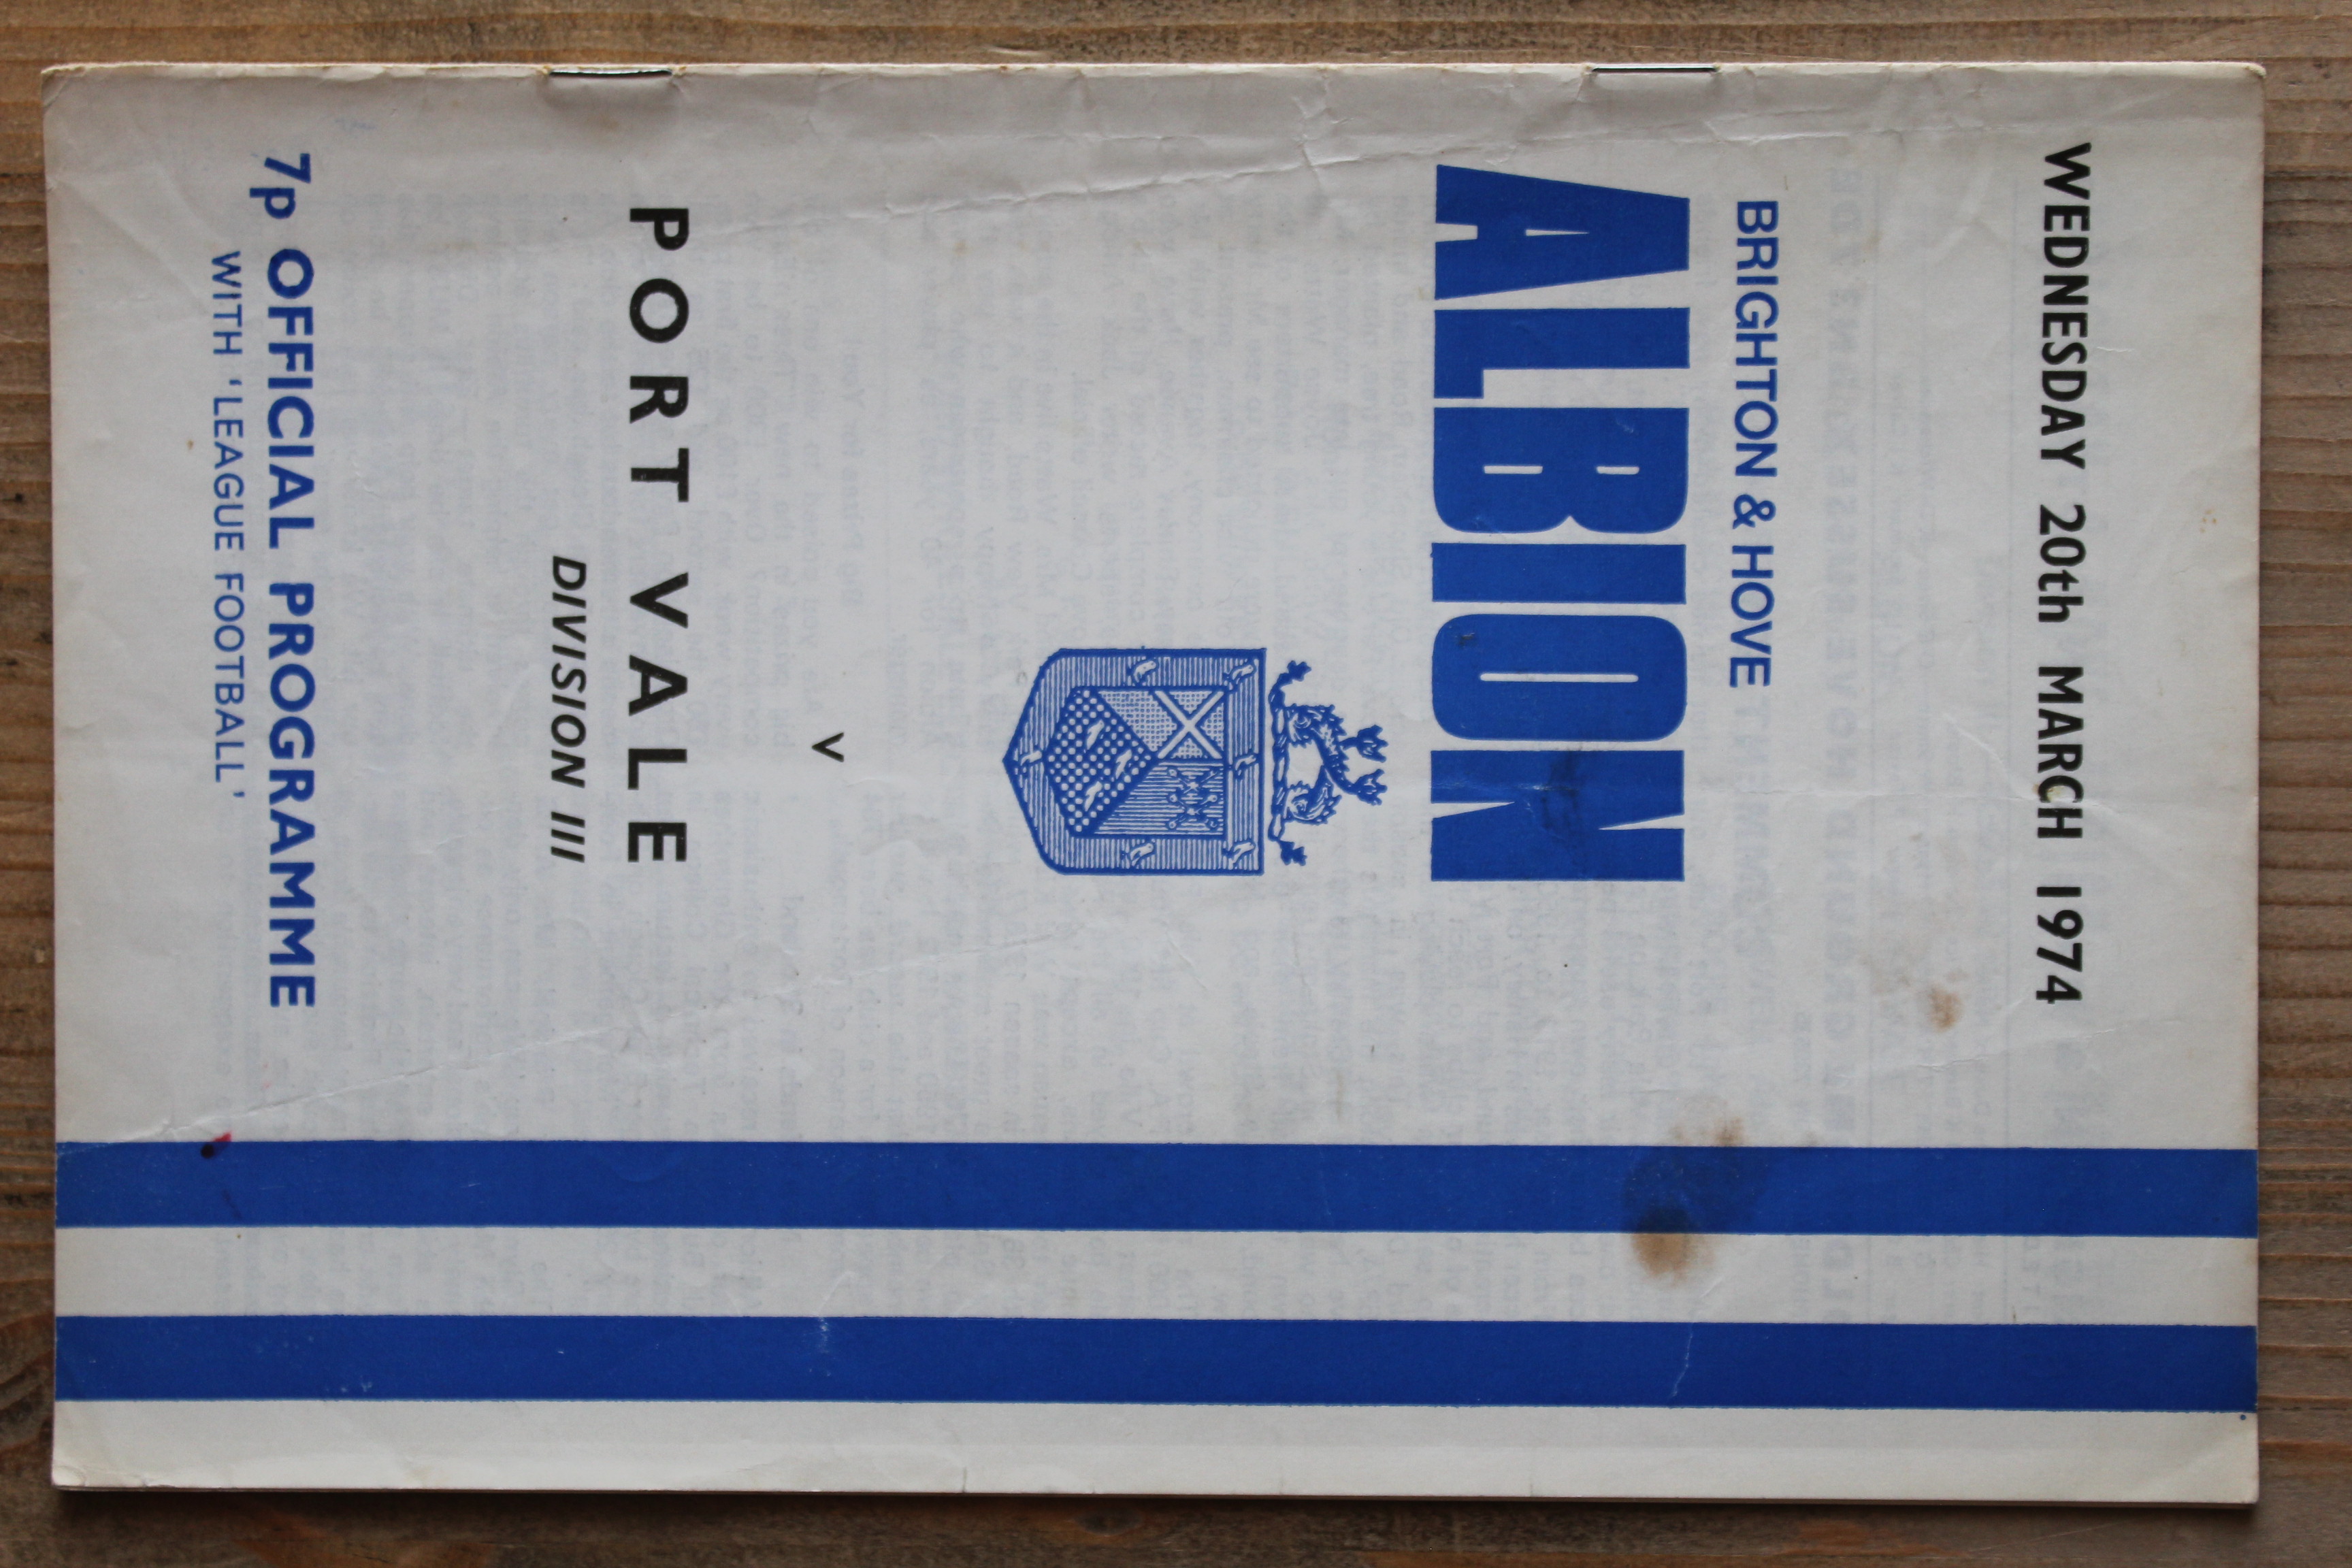 WEDNESDAY 20th MARCH 1974
BRIGHTON & HOVE
ALBION
v
PORT VALE
DIVISION III
7p OFFICIAL PROGRAMME
WITH 'LEAGUE FOOTBALL'